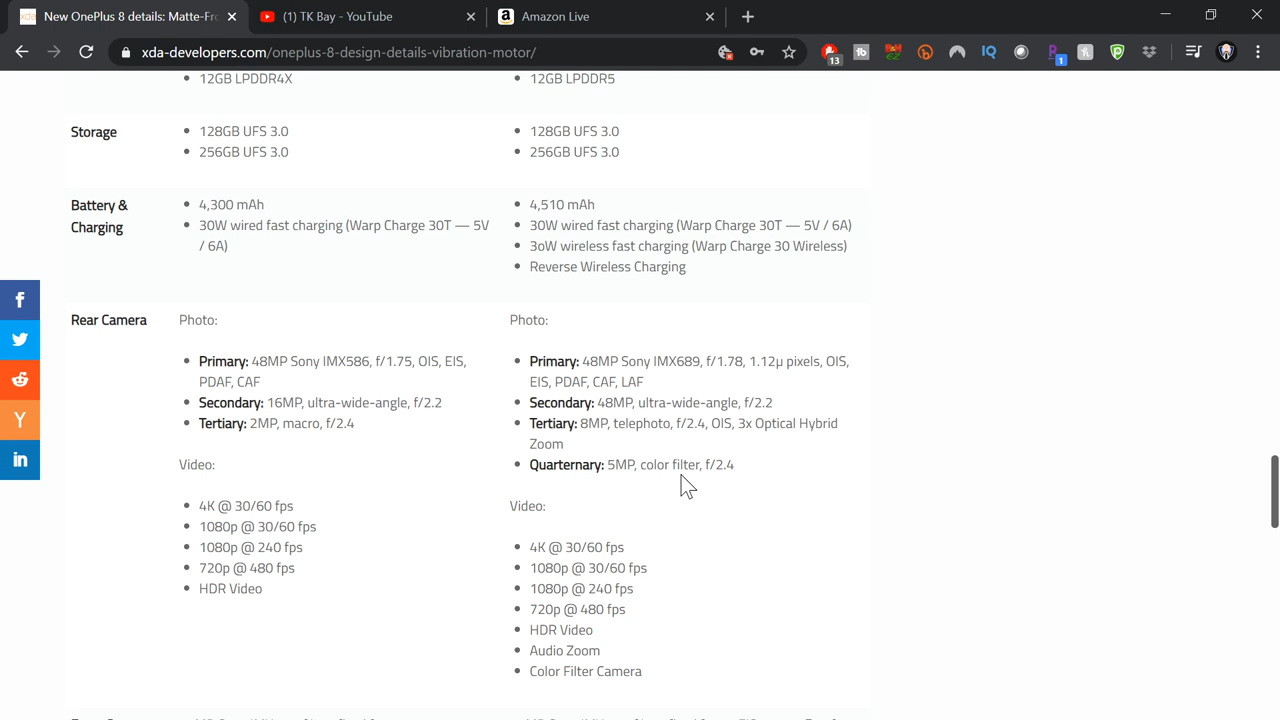 New OnePlus 8 details: Matte-Fr
(1) TK Bay - YouTube
Amazon Live
xda-developers.com/oneplus-8-design-details-vibration-motor/
13
1
12GB LPDDR4X
12GB LPDDR5
Storage
128GB UFS 3.0
256GB UFS 3.0
128GB UFS 3.0
256GB UFS 3.0
Battery &
Charging
4,300 mAh
30W wired fast charging (Warp Charge 30T — 5V
/ 6A)
4,510 mAh
30W wired fast charging (Warp Charge 30T — 5V / 6A)
3oW wireless fast charging (Warp Charge 30 Wireless)
Reverse Wireless Charging
Rear Camera
Photo:
Primary: 48MP Sony IMX586, f/1.75, OIS, EIS,
PDAF, CAF
Secondary: 16MP, ultra-wide-angle, f/2.2
Tertiary: 2MP, macro, f/2.4
Video:
4K @ 30/60 fps
1080p @ 30/60 fps
1080p @ 240 fps
720p @ 480 fps
HDR Video
Photo:
Primary: 48MP Sony IMX689, f/1.78, 1.12µ pixels, OIS,
EIS, PDAF, CAF, LAF
Secondary: 48MP, ultra-wide-angle, f/2.2
Tertiary: 8MP, telephoto, f/2.4, OIS, 3x Optical Hybrid
Zoom
Quarternary: 5MP, color filter, f/2.4
Video:
4K @ 30/60 fps
1080p @ 30/60 fps
1080p @ 240 fps
720p @ 480 fps
HDR Video
Audio Zoom
Color Filter Camera